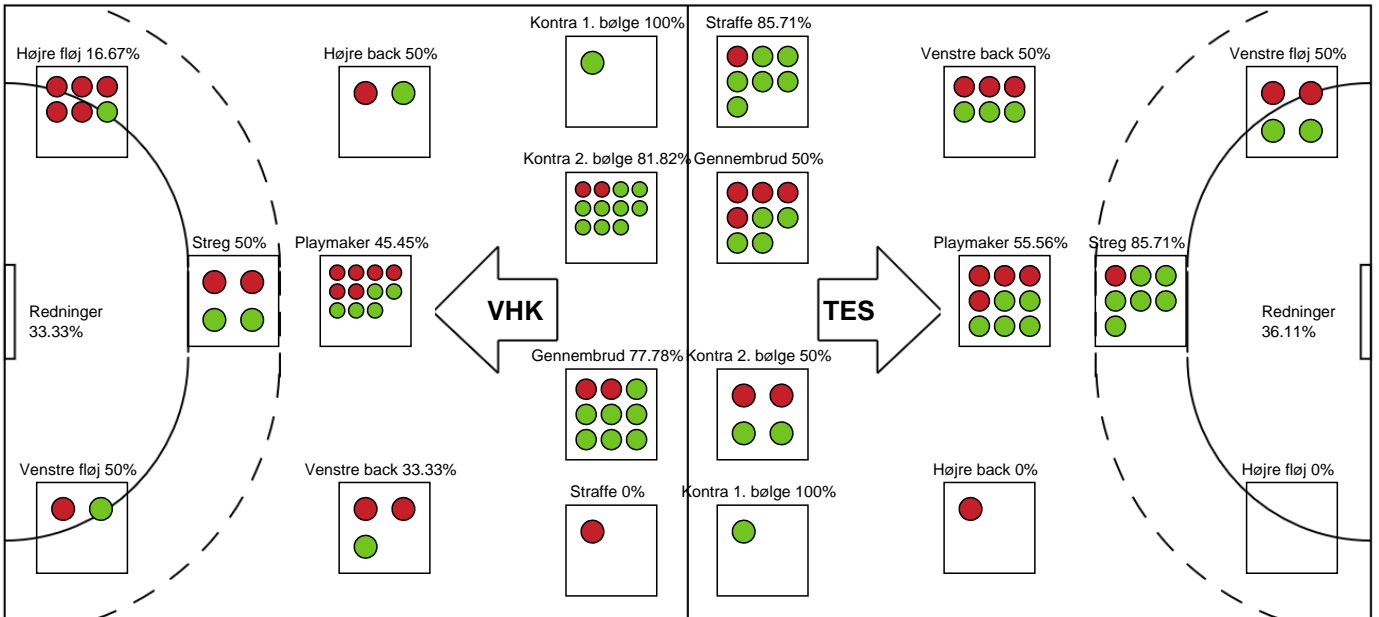 Kontra 1. bølge 100%
Straffe 85.71%
Højre fløj 16.67%
Højre back 50%
Venstre back 50%
Venstre fløj 50%
Kontra 2. bølge 81.82%
Gennembrud 50%
Streg 50%
Playmaker 45.45%
Playmaker 55.56%
Streg 85.71%
Redninger
33.33%
VHK
TES
Redninger
36.11%
Gennembrud 77.78%
Kontra 2. bølge 50%
Venstre fløj 50%
Venstre back 33.33%
Straffe 0%
Kontra 1. bølge 100%
Højre back 0%
Højre fløj 0%